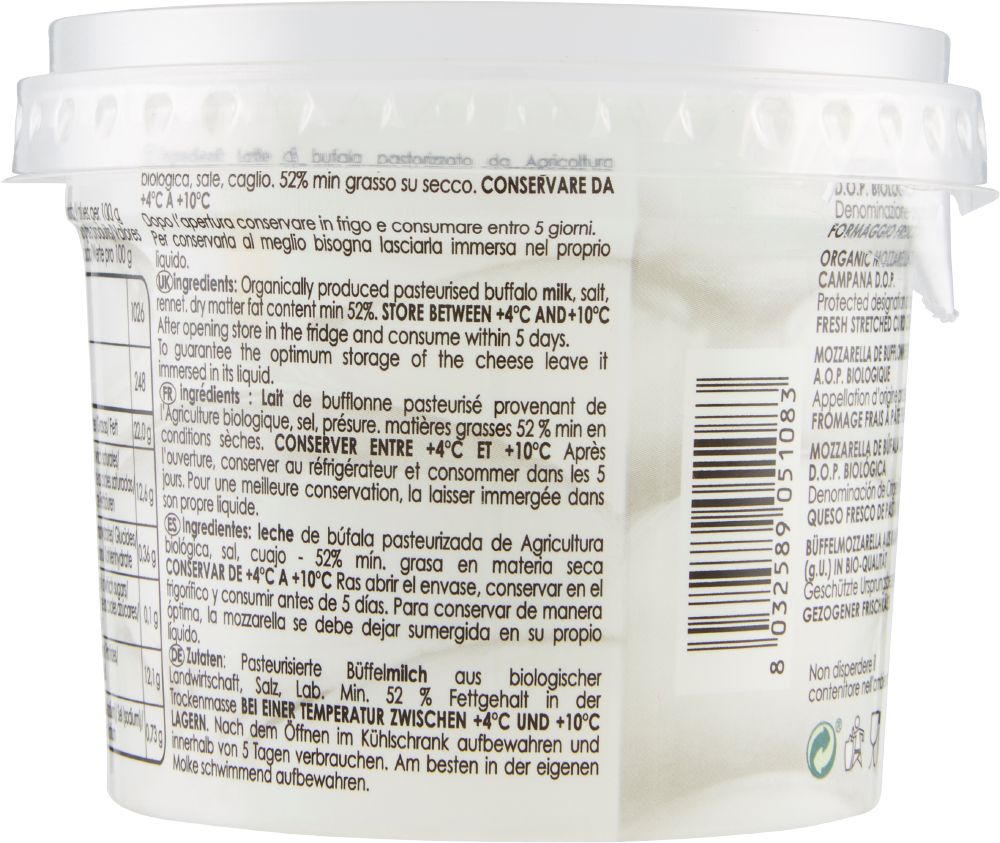 Ingredienti: Latte di bufala pastorizzato da Agricoltura
biologica, sale, caglio. 52% min grasso su secco. CONSERVARE DA
+4°C A +10°C
Dopo l'apertura conservare in frigo e consumare entro 5 giorni.
Per conservarla al meglio bisogna lasciarla immersa nel proprio
liquido.
UK Ingredients: Organically produced pasteurised buffalo milk, salt,
rennet. dry matter fat content min 52%. STORE BETWEEN +4°C AND +10°C
After opening store in the fridge and consume within 5 days.
To guarantee the optimum storage of the cheese leave it
immersed in its liquid.
FR Ingrédients : Lait de bufflonne pasteurisé provenant de
l'Agriculture biologique, sel, présure. matières grasses 52 % min en
conditions sèches. CONSERVER ENTRE +4°C ET +10°C Après
l'ouverture, conserver au réfrigérateur et consommer dans les 5
jours. Pour une meilleure conservation, la laisser immergée dans
son propre liquide.
ES Ingredientes: leche de búfala pasteurizada de Agricultura
biológica, sal, cuajo - 52% mín. grasa en materia seca
CONSERVAR DE +4°C A +10°C Ras abrir el envase, conservar en el
frigorífico y consumir antes de 5 días. Para conservar de manera
óptima, la mozzarella se debe dejar sumergida en su propio
líquido.
DE Zutaten: Pasteurisierte Büffelmilch aus biologischer
Landwirtschaft, Salz, Lab. Min. 52 % Fettgehalt in der
Trockenmasse BEI EINER TEMPERATUR ZWISCHEN +4°C UND +10°C
LAGERN. Nach dem Öffnen im Kühlschrank aufbewahren und
innerhalb von 5 Tagen verbrauchen. Am besten in der eigenen
Molke schwimmend aufbewahren.
per 100 g
pro 100 g
1026
248
22,0 g
12,6 g
0,36 g
0,1 g
12,1 g
0,73 g
8 032589 051083
D.O.P.
Denominazione
FORMAGGIO
ORGANIC
CAMPANA D.O.P.
Protected
FRESH STRETCHED
MOZZARELLA DE
A.O.P. BIOLOGIQUE
Appellation d'origine
FROMAGE FRAIS À
MOZZARELLA DE
D.O.P. BIOLÓGICA
Denominación de
QUESO FRESCO DE
BÜFFELMOZZARELLA
(g.U.) IN BIO-QUALITÄT
Geschützte
GEZOGENER
Non disperdere il
contenitore